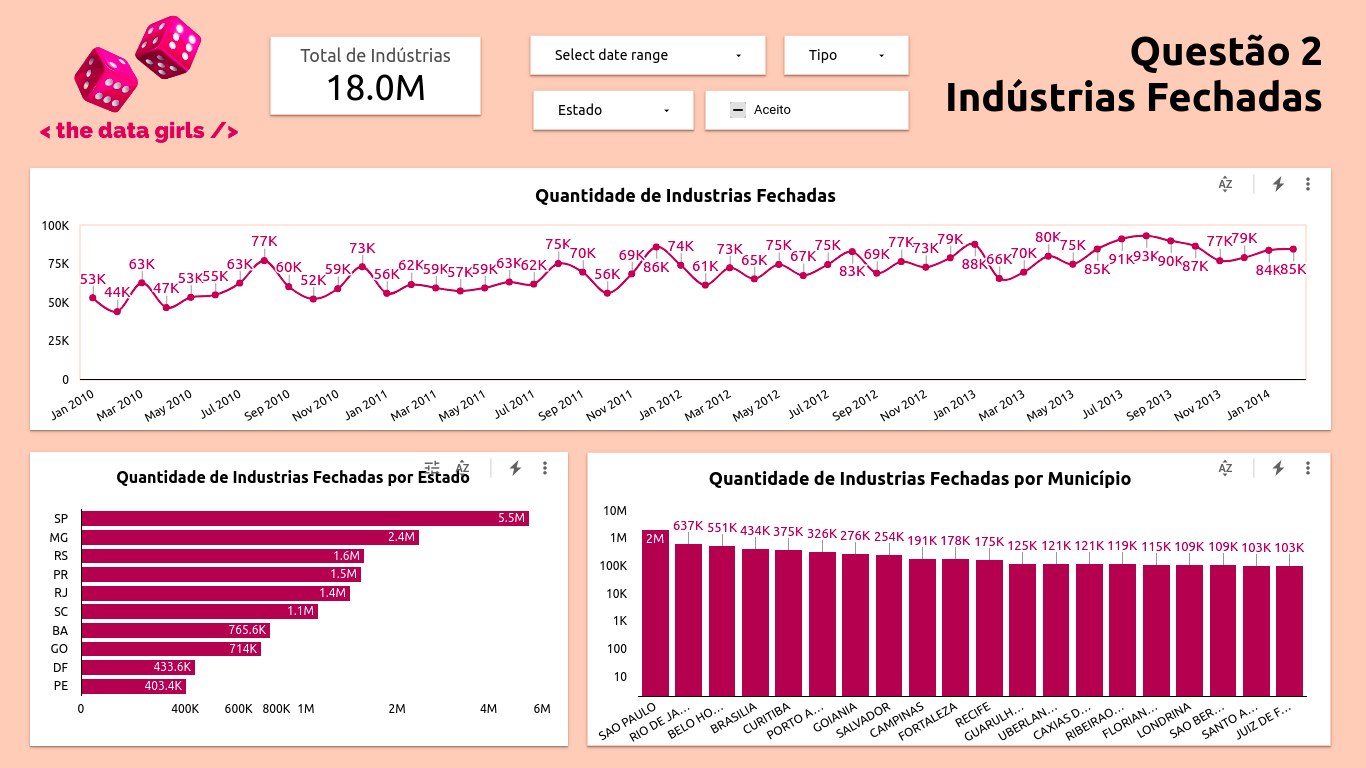 < the data girls />
Total de Indústrias
18.0M
Select date range
Tipo
Estado
Aceito
Questão 2
Indústrias Fechadas
Quantidade de Industrias Fechadas
100K
75K
50K
25K
0
53K 44K 63K 47K 53K 55K 63K 77K 60K 52K 59K 73K 56K 62K 59K 57K 59K 63K 62K 75K 70K 56K 69K 86K 74K 61K 73K 65K 75K 67K 75K 83K 69K 77K 73K 79K 88K 66K 70K 80K 75K 85K 91K 93K 90K 87K 77K 79K 84K 85K
Jan 2010 Mar 2010 May 2010 Jul 2010 Sep 2010 Nov 2010 Jan 2011 Mar 2011 May 2011 Jul 2011 Sep 2011 Nov 2011 Jan 2012 Mar 2012 May 2012 Jul 2012 Sep 2012 Nov 2012 Jan 2013 Mar 2013 May 2013 Jul 2013 Sep 2013 Nov 2013 Jan 2014
Quantidade de Industrias Fechadas por Estado
SP 5.5M
MG 2.4M
RS 1.6M
PR 1.5M
RJ 1.4M
SC 1.1M
BA 765.6K
GO 714K
DF 433.6K
PE 403.4K
0 400K 600K 800K 1M 2M 4M 6M
Quantidade de Industrias Fechadas por Município
10M
1M
100K
10K
1K
100
10
2M 637K 551K 434K 375K 326K 276K 254K 191K 178K 175K 125K 121K 121K 119K 115K 109K 109K 103K 103K
SAO PAULO RIO DE JA... BELO HO... BRASILIA CURITIBA PORTO A... GOIANIA SALVADOR CAMPINAS FORTALEZA RECIFE GUARULH... UBERLAN... CAXIAS D... RIBEIRAO... FLORIAN... LONDRINA SAO BER... SANTO A... JUIZ DE F...